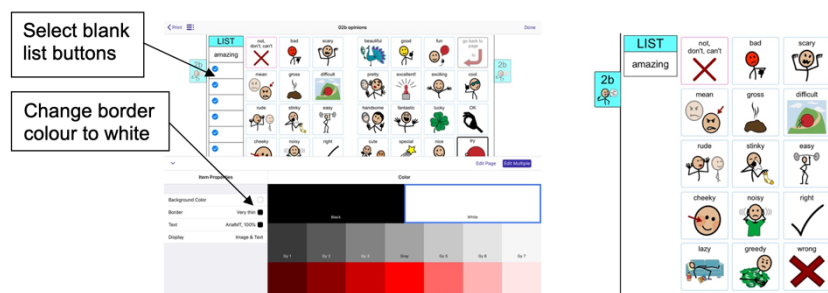 Select blank
list buttons
Change border
colour to white
Print
02b opinions
Done
LIST
amazing
2b
not,
don't, can't
bad
scary
beautiful
good
fun
go back to
page
mean
gross
difficult
pretty
excellent!
exciting
cool
rude
stinky
easy
handsome
fantastic
lucky
OK
cheeky
noisy
right
cute
special
nice
try
2b
Edit Page
Edit Multiple
Item Properties
Color
Background Color
Border
Very thin
Text
ArialMT, 100%
Display
Image & Text
Black
White
Gy 1
Gy 2
Gy 3
Gray
Gy 5
Gy 6
Gy 7
LIST
amazing
2b
not,
don't, can't
bad
scary
mean
gross
difficult
rude
stinky
easy
cheeky
noisy
right
lazy
greedy
wrong